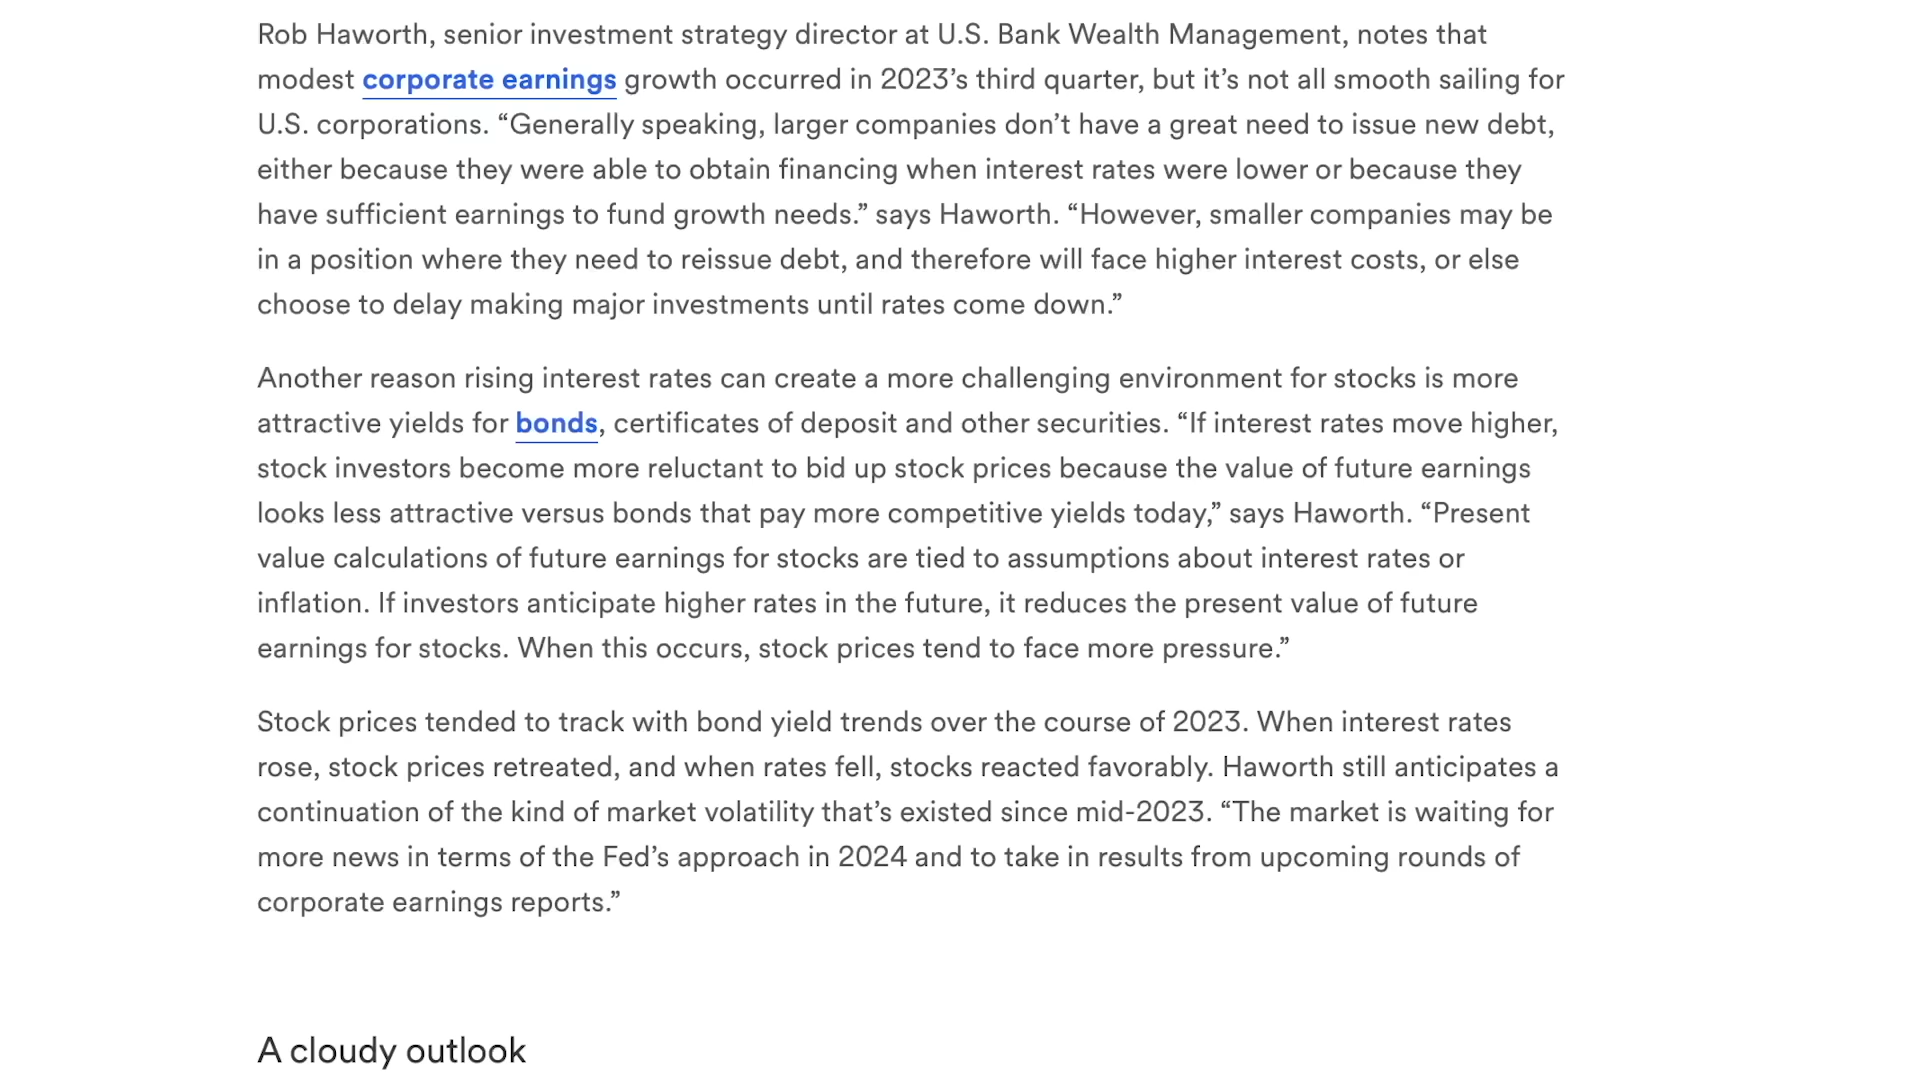 Rob Haworth, senior investment strategy director at U.S. Bank Wealth Management, notes that
modest corporate earnings growth occurred in 2023’s third quarter, but it’s not all smooth sailing for
U.S. corporations. “Generally speaking, larger companies don’t have a great need to issue new debt,
either because they were able to obtain financing when interest rates were lower or because they
have sufficient earnings to fund growth needs.” says Haworth. “However, smaller companies may be
in a position where they need to reissue debt, and therefore will face higher interest costs, or else
choose to delay making major investments until rates come down.”
Another reason rising interest rates can create a more challenging environment for stocks is more
attractive yields for bonds, certificates of deposit and other securities. “If interest rates move higher,
stock investors become more reluctant to bid up stock prices because the value of future earnings
looks less attractive versus bonds that pay more competitive yields today,” says Haworth. “Present
value calculations of future earnings for stocks are tied to assumptions about interest rates or
inflation. If investors anticipate higher rates in the future, it reduces the present value of future
earnings for stocks. When this occurs, stock prices tend to face more pressure.”
Stock prices tended to track with bond yield trends over the course of 2023. When interest rates
rose, stock prices retreated, and when rates fell, stocks reacted favorably. Haworth still anticipates a
continuation of the kind of market volatility that’s existed since mid-2023. “The market is waiting for
more news in terms of the Fed’s approach in 2024 and to take in results from upcoming rounds of
corporate earnings reports.”
A cloudy outlook